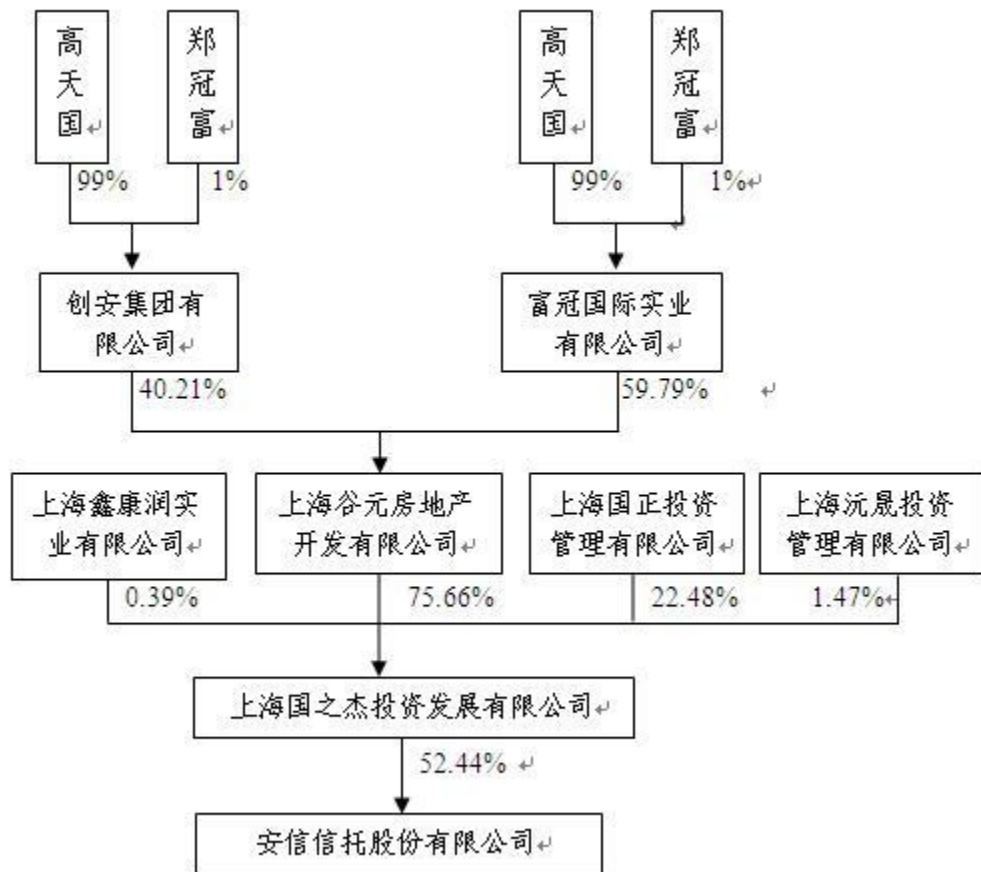 高天国
郑冠富
高天国
郑冠富
99%
1%
99%
1%
创安集团有
限公司
富冠国际实业
有限公司
40.21%
59.79%
上海鑫康润实
业有限公司
上海谷元房地产
开发有限公司
上海国正投资
管理有限公司
上海沅晟投资
管理有限公司
0.39%
75.66%
22.48%
1.47%
上海国之杰投资发展有限公司
52.44%
安信信托股份有限公司